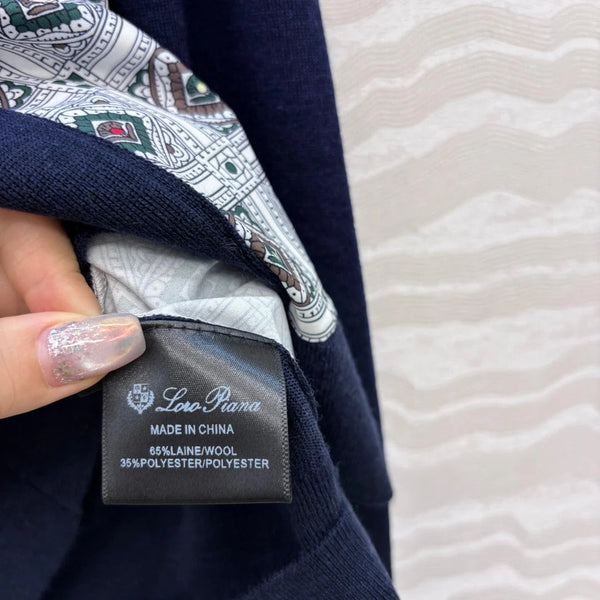 Loro Piana
MADE IN CHINA
65%LAINE/WOOL
35%POLYESTER/POLYESTER